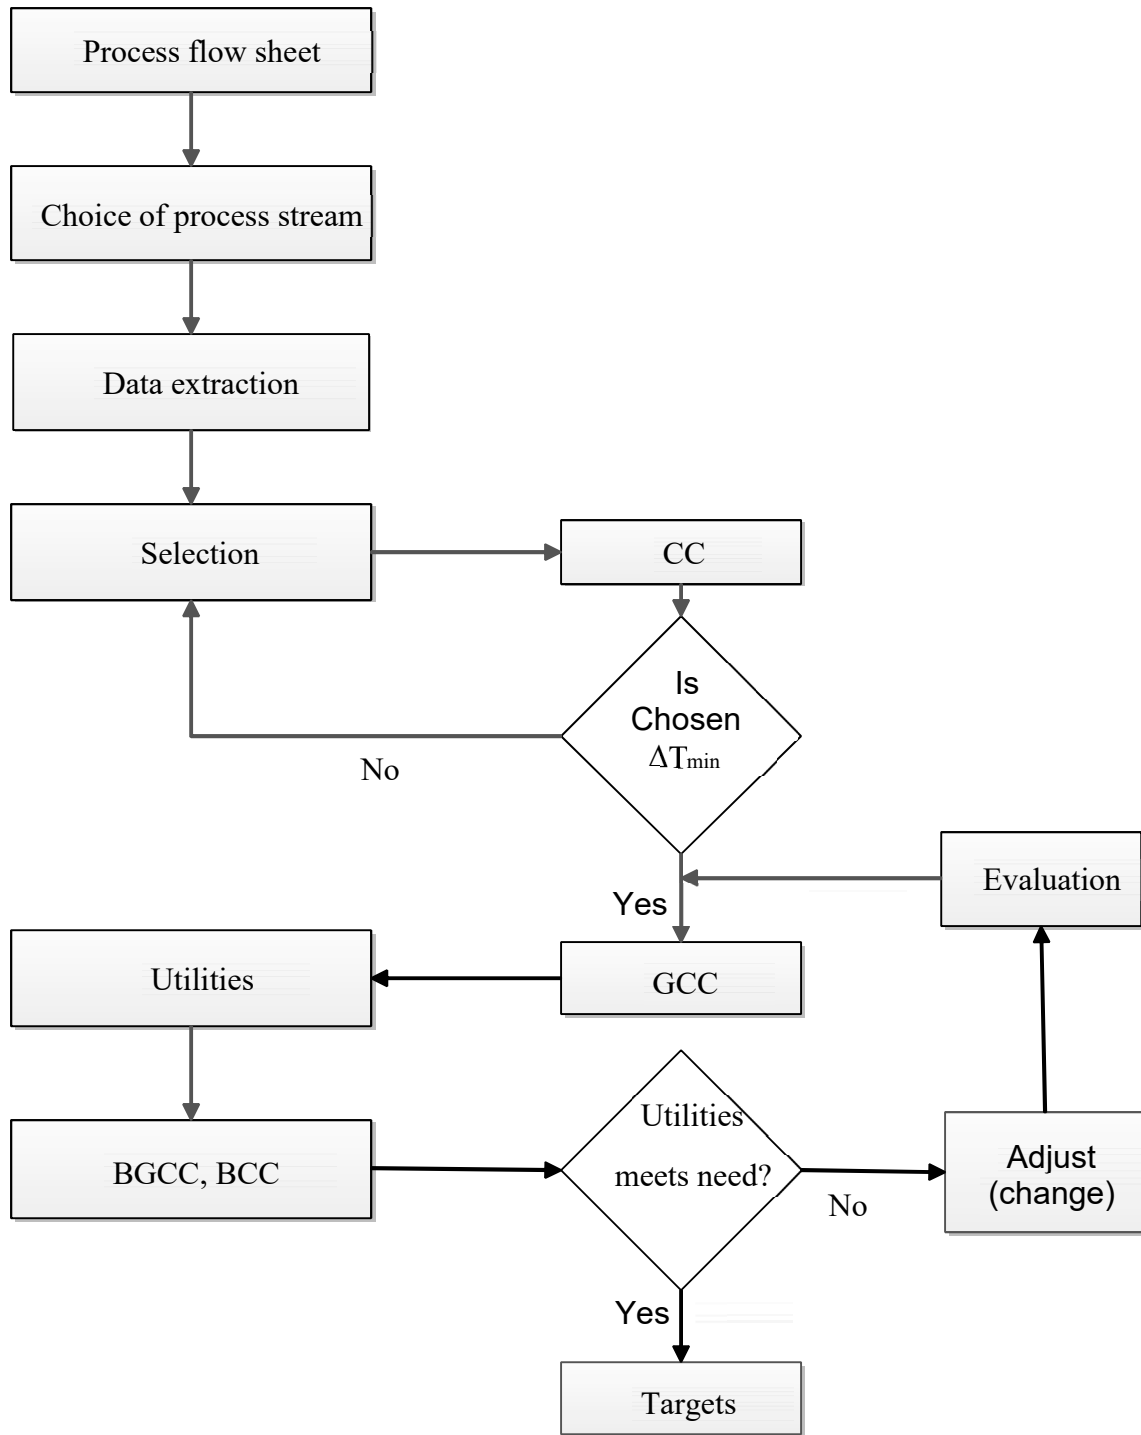 Process flow sheet
Choice of process stream
Data extraction
Selection
CC
Is
Chosen
ΔTmin
No
Evaluation
Yes
Utilities
GCC
Utilities
meets need?
BGCC, BCC
Adjust
(change)
No
Yes
Targets